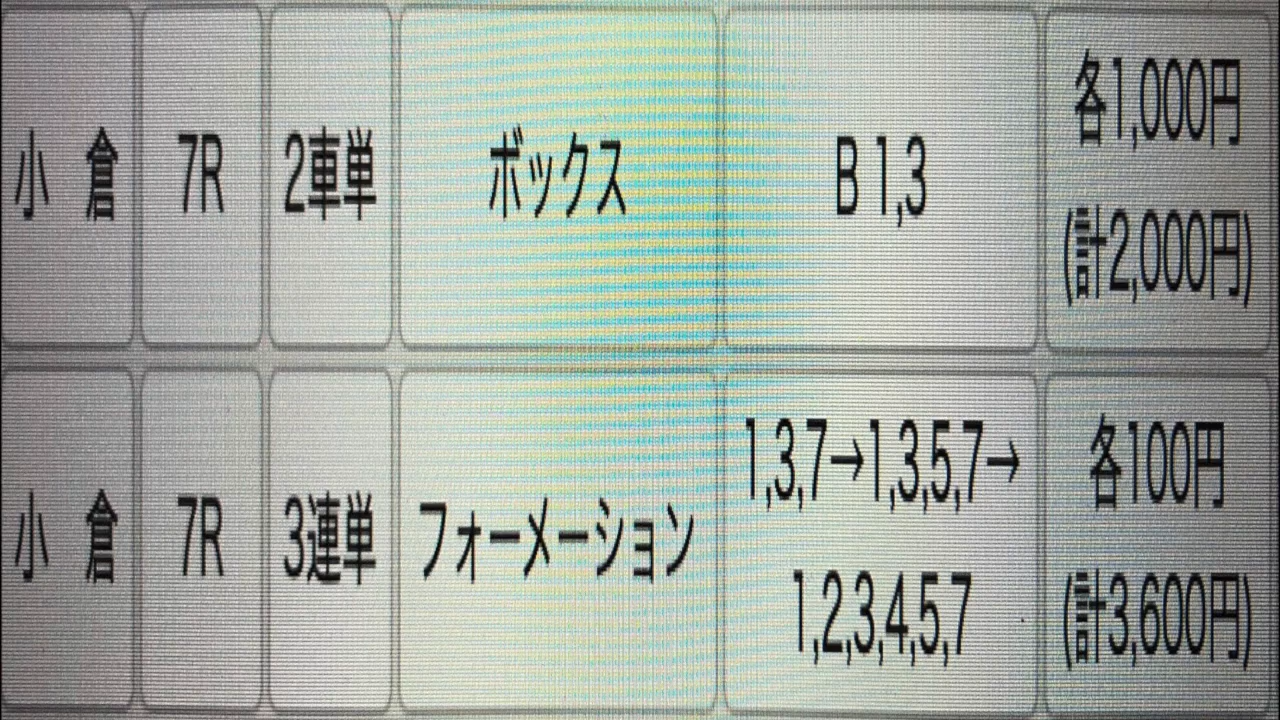 小 倉 7R 2車単 ボックス B 1,3 各1,000円
(計2,000円)
小 倉 7R 3連単 フォーメーション 1,3,7→1,3,5,7→
1,2,3,4,5,7 各100円
(計3,600円)